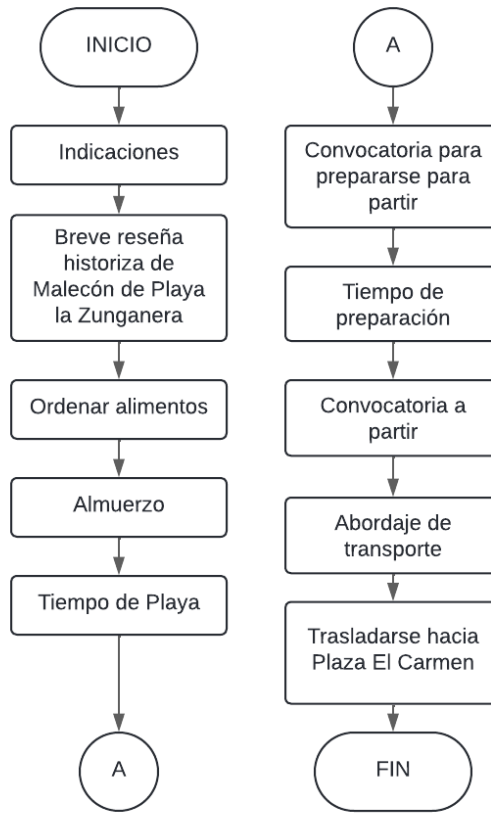 INICIO
Indicaciones
Breve reseña
historiza de
Malecón de Playa
la Zunganera
Ordenar alimentos
Almuerzo
Tiempo de Playa
A
A
Convocatoria para
prepararse para
partir
Tiempo de
preparación
Convocatoria a
partir
Abordaje de
transporte
Trasladarse hacia
Plaza El Carmen
FIN